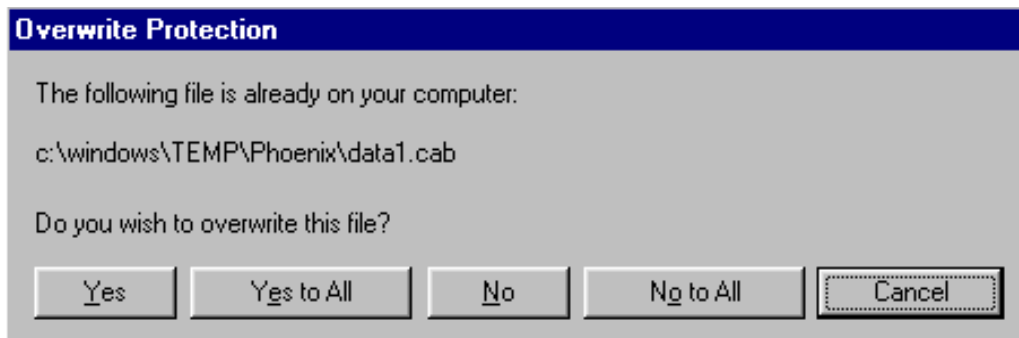 Overwrite Protection
The following file is already on your computer:
c:\windows\TEMP\Phoenix\data1.cab
Do you wish to overwrite this file?
Yes Yes to All No No to All Cancel